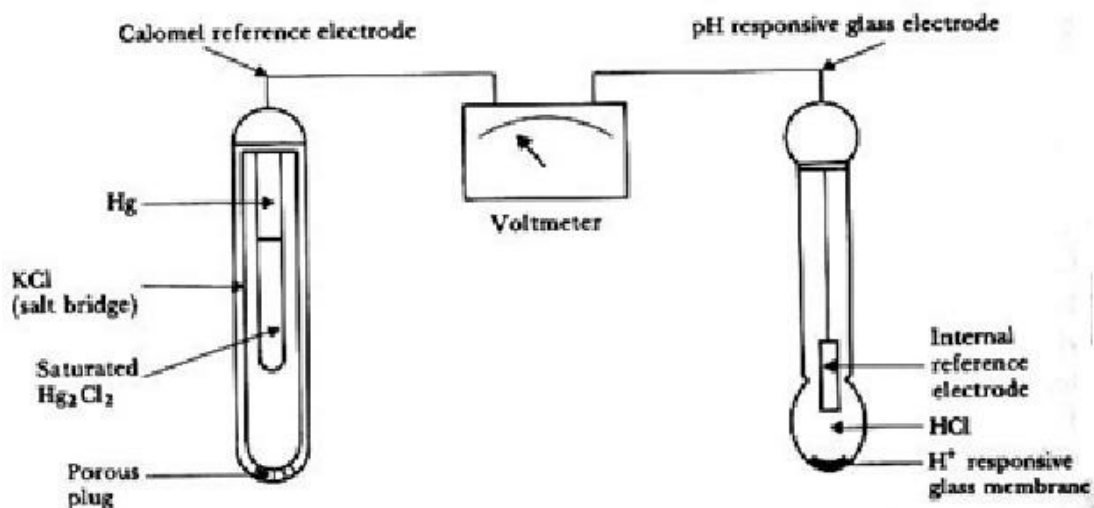 Calomel reference electrode
pH responsive glass electrode
Hg
Voltmeter
KCl
(salt bridge)
Saturated
Hg₂Cl₂
Porous
plug
Internal
reference
electrode
HCl
H⁺ responsive
glass membrane